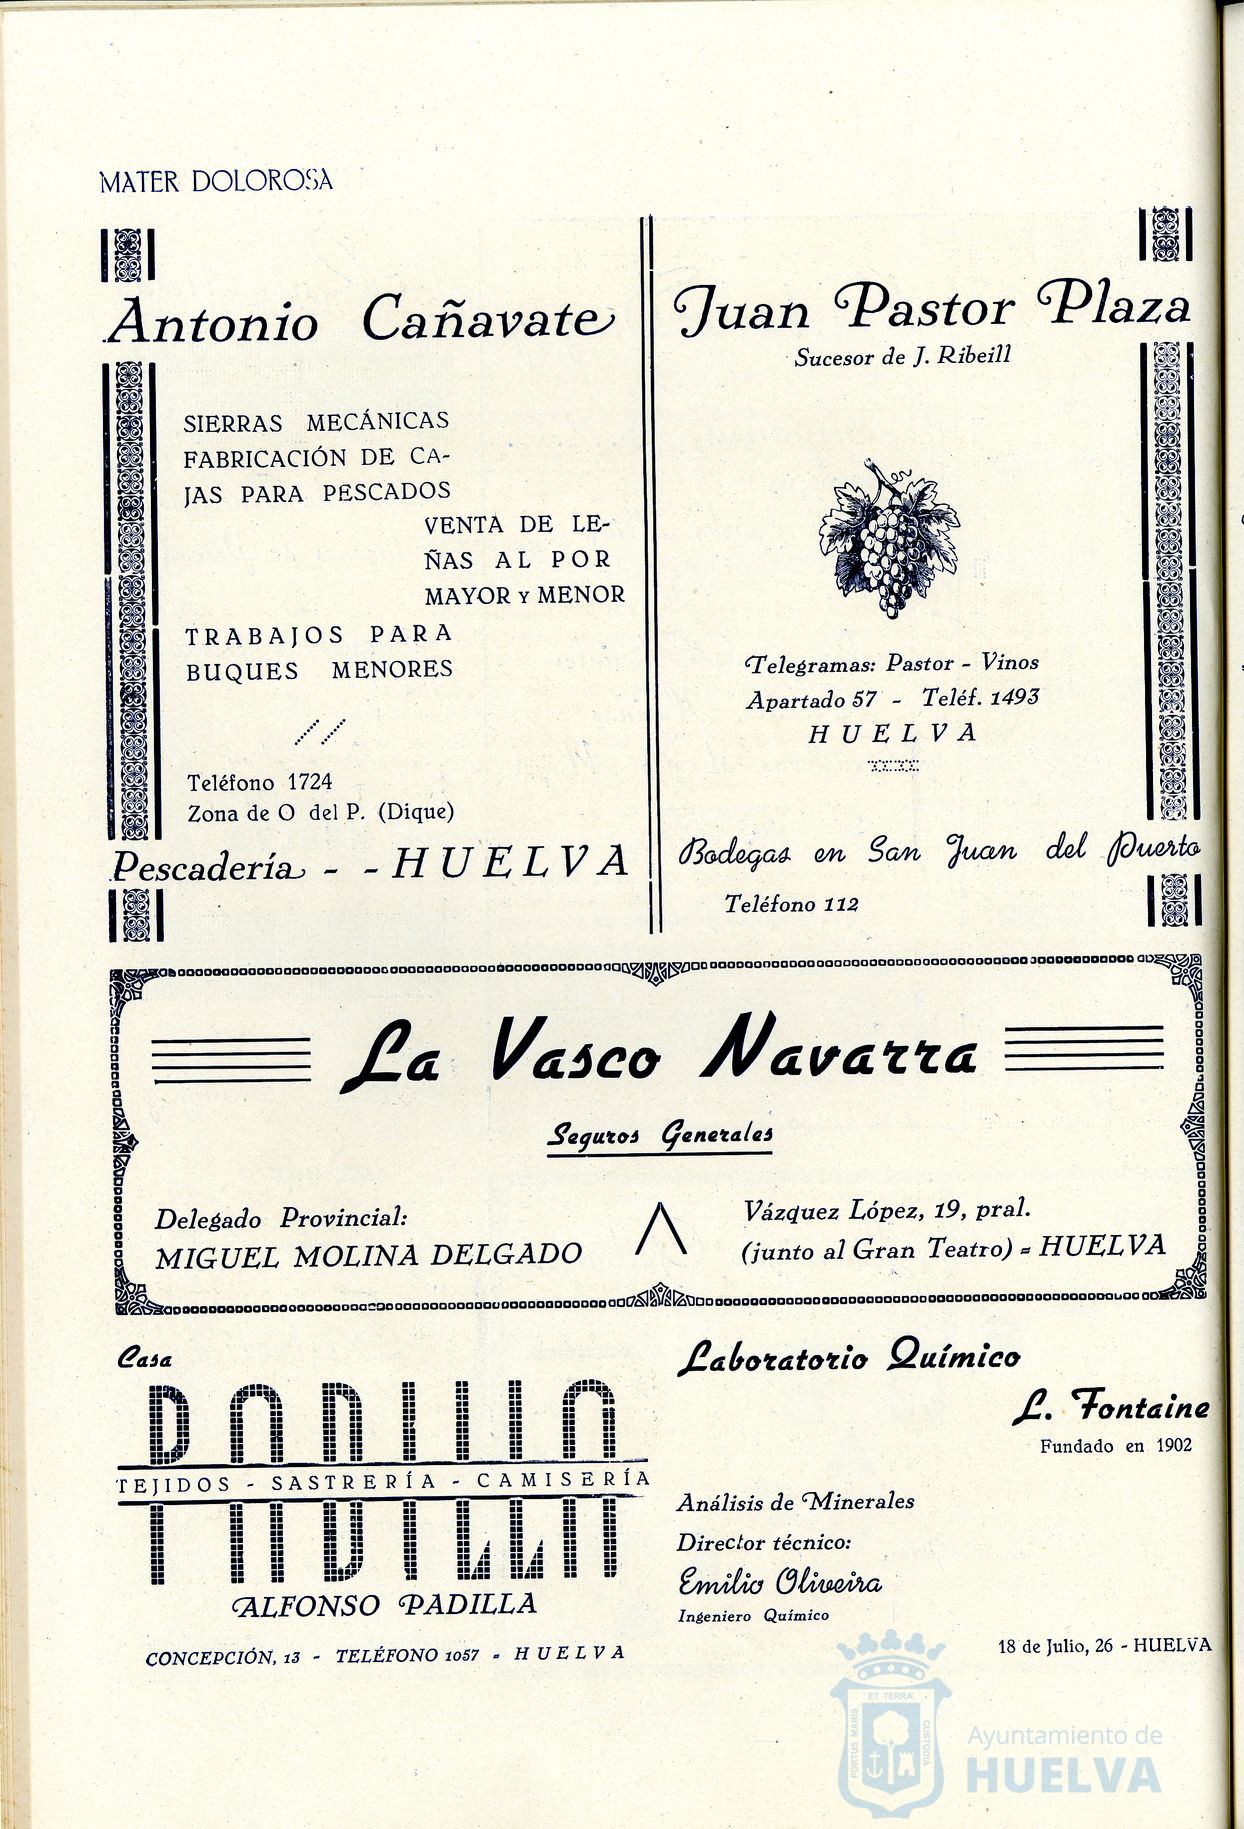 MATER DOLOROSA
Antonio Cañavate
SIERRAS MECÁNICAS
FABRICACIÓN DE CA-
JAS PARA PESCADOS
VENTA DE LE-
ÑAS AL POR
MAYOR Y MENOR
TRABAJOS PARA
BUQUES MENORES
Teléfono 1724
Zona de O del P. (Dique)
Pescadería - - HUELVA
Juan Pastor Plaza
Sucesor de J. Ribeill
Telegramas: Pastor - Vinos
Apartado 57 - Teléf. 1493
HUELVA
Bodegas en San Juan del Puerto
Teléfono 112
La Vasco Navarra
Seguros Generales
Delegado Provincial:
MIGUEL MOLINA DELGADO
Vázquez López, 19, pral.
(junto al Gran Teatro) - HUELVA
Casa
PADILLA
TEJIDOS - SASTRERÍA - CAMISERÍA
ALFONSO PADILLA
CONCEPCIÓN, 13 - TELÉFONO 1057 - HUELVA
Laboratorio Químico
L. Fontaine
Fundado en 1902
Análisis de Minerales
Director técnico:
Emilio Oliveira
Ingeniero Químico
18 de Julio, 26 - HUELVA
ET TERRÆ
PORTUS MARIS
CUSTODIA
Ayuntamiento de
HUELVA